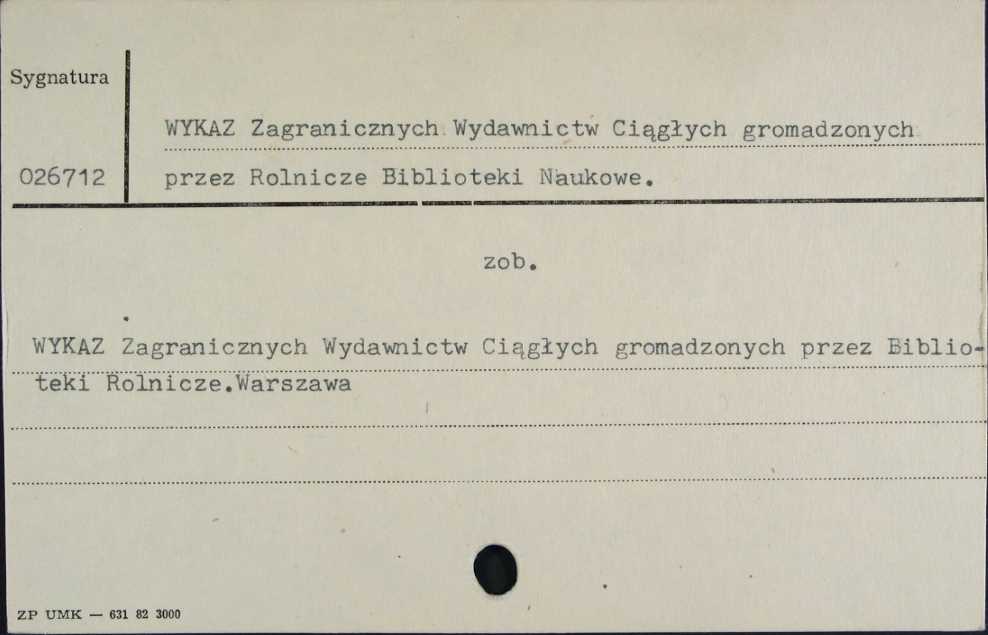 Sygnatura
WYKAZ Zagranicznych Wydawnictw Ciągłych gromadzonych
026712
przez Rolnicze Biblioteki Naukowe.
zob.
WYKAZ Zagranicznych Wydawnictw Ciągłych gromadzonych przez Biblio-
teki Rolnicze.Warszawa
ZP UMK — 631 82 3000